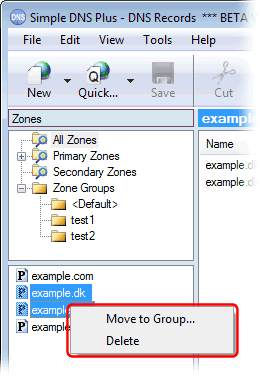 DNS Simple DNS Plus - DNS Records *** BETA
File Edit View Tools Help
New Quick... Save Cut
Zones
example
All Zones
Name
Primary Zones
example.d
Secondary Zones
example.d
Zone Groups
<Default>
test1
test2
P example.com
P example.dk
P example
P example
Move to Group...
Delete